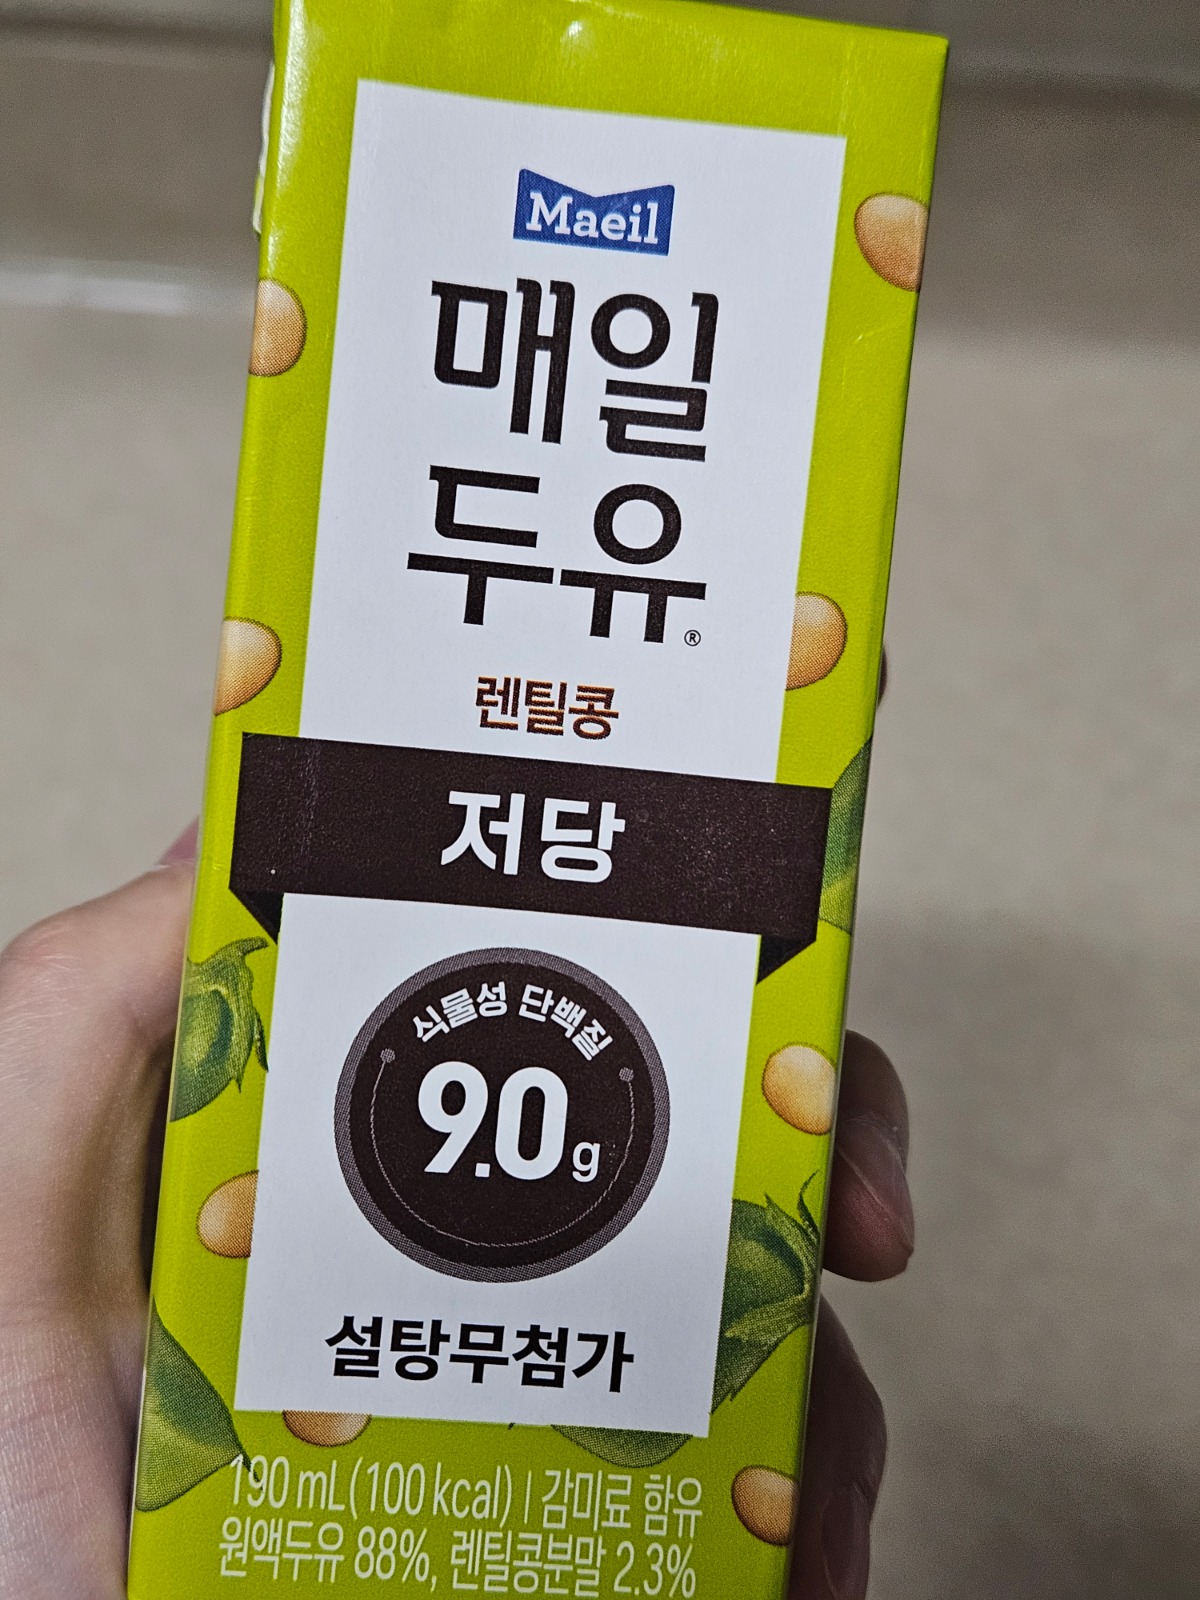 Maeil
매일
두유®
렌틸콩
저당
식물성 단백질
9.0g
설탕무첨가
190 mL(100 kcal) | 감미료 함유
원액두유 88%, 렌틸콩분말 2.3%